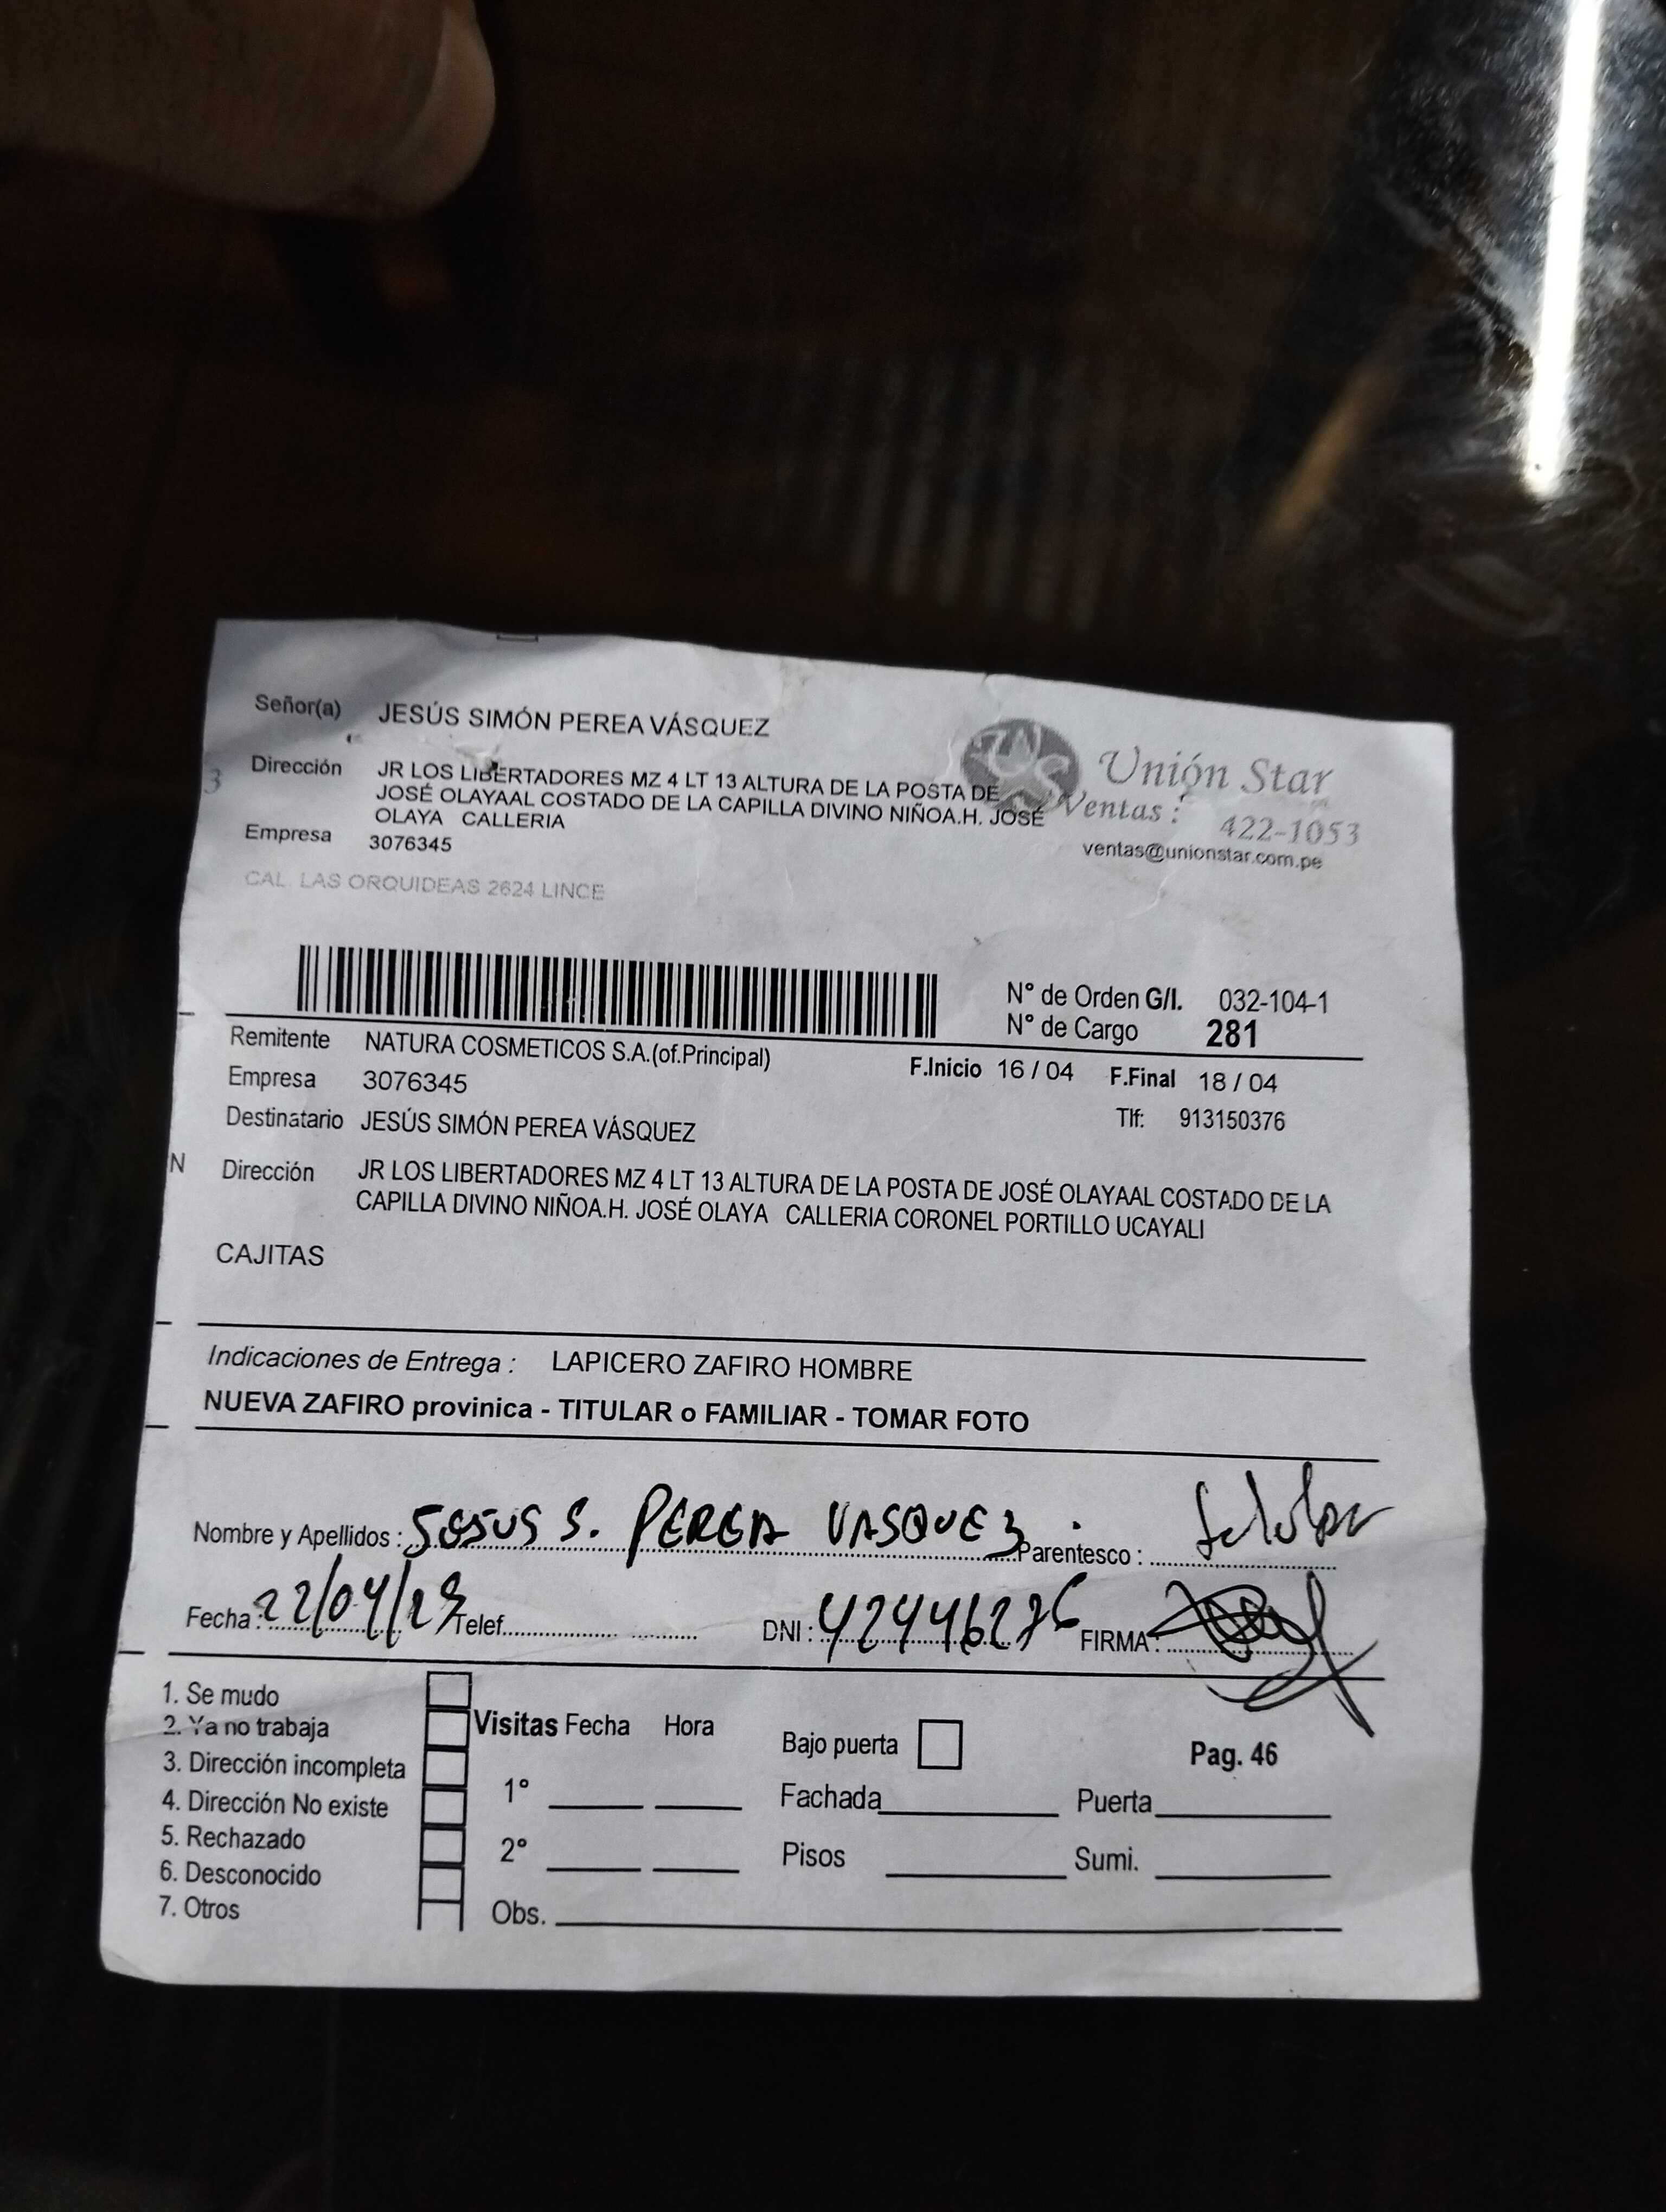 Señor(a) JESÚS SIMÓN PEREA VÁSQUEZ
Unión Star
Ventas : 422-1053
ventas@unionstar.com.pe
3
Dirección JR LOS LIBERTADORES MZ 4 LT 13 ALTURA DE LA POSTA DE
JOSÉ OLAYAAL COSTADO DE LA CAPILLA DIVINO NIÑOA.H. JOSÉ
OLAYA CALLERIA
Empresa 3076345
CAL. LAS ORQUIDEAS 2624 LINCE
N° de Orden G/I. 032-104-1
N° de Cargo 281
Remitente NATURA COSMETICOS S.A.(of.Principal)
F.Inicio 16 / 04 F.Final 18 / 04
Empresa 3076345
Destinatario JESÚS SIMÓN PEREA VÁSQUEZ Tlf: 913150376
N
Dirección JR LOS LIBERTADORES MZ 4 LT 13 ALTURA DE LA POSTA DE JOSÉ OLAYAAL COSTADO DE LA
CAPILLA DIVINO NIÑOA.H. JOSÉ OLAYA CALLERIA CORONEL PORTILLO UCAYALI
CAJITAS
Indicaciones de Entrega : LAPICERO ZAFIRO HOMBRE
NUEVA ZAFIRO provinica - TITULAR o FAMILIAR - TOMAR FOTO
Nombre y Apellidos : JESUS S. PEREA VASQUEZ Parentesco :
Fecha : 22/04/25 Telef. DNI : 42446276 FIRMA :
1. Se mudo
2. Ya no trabaja
3. Dirección incompleta
4. Dirección No existe
5. Rechazado
6. Desconocido
7. Otros
Visitas Fecha Hora
1°
2°
Obs.
Bajo puerta
Fachada Puerta
Pisos Sumi.
Pag. 46